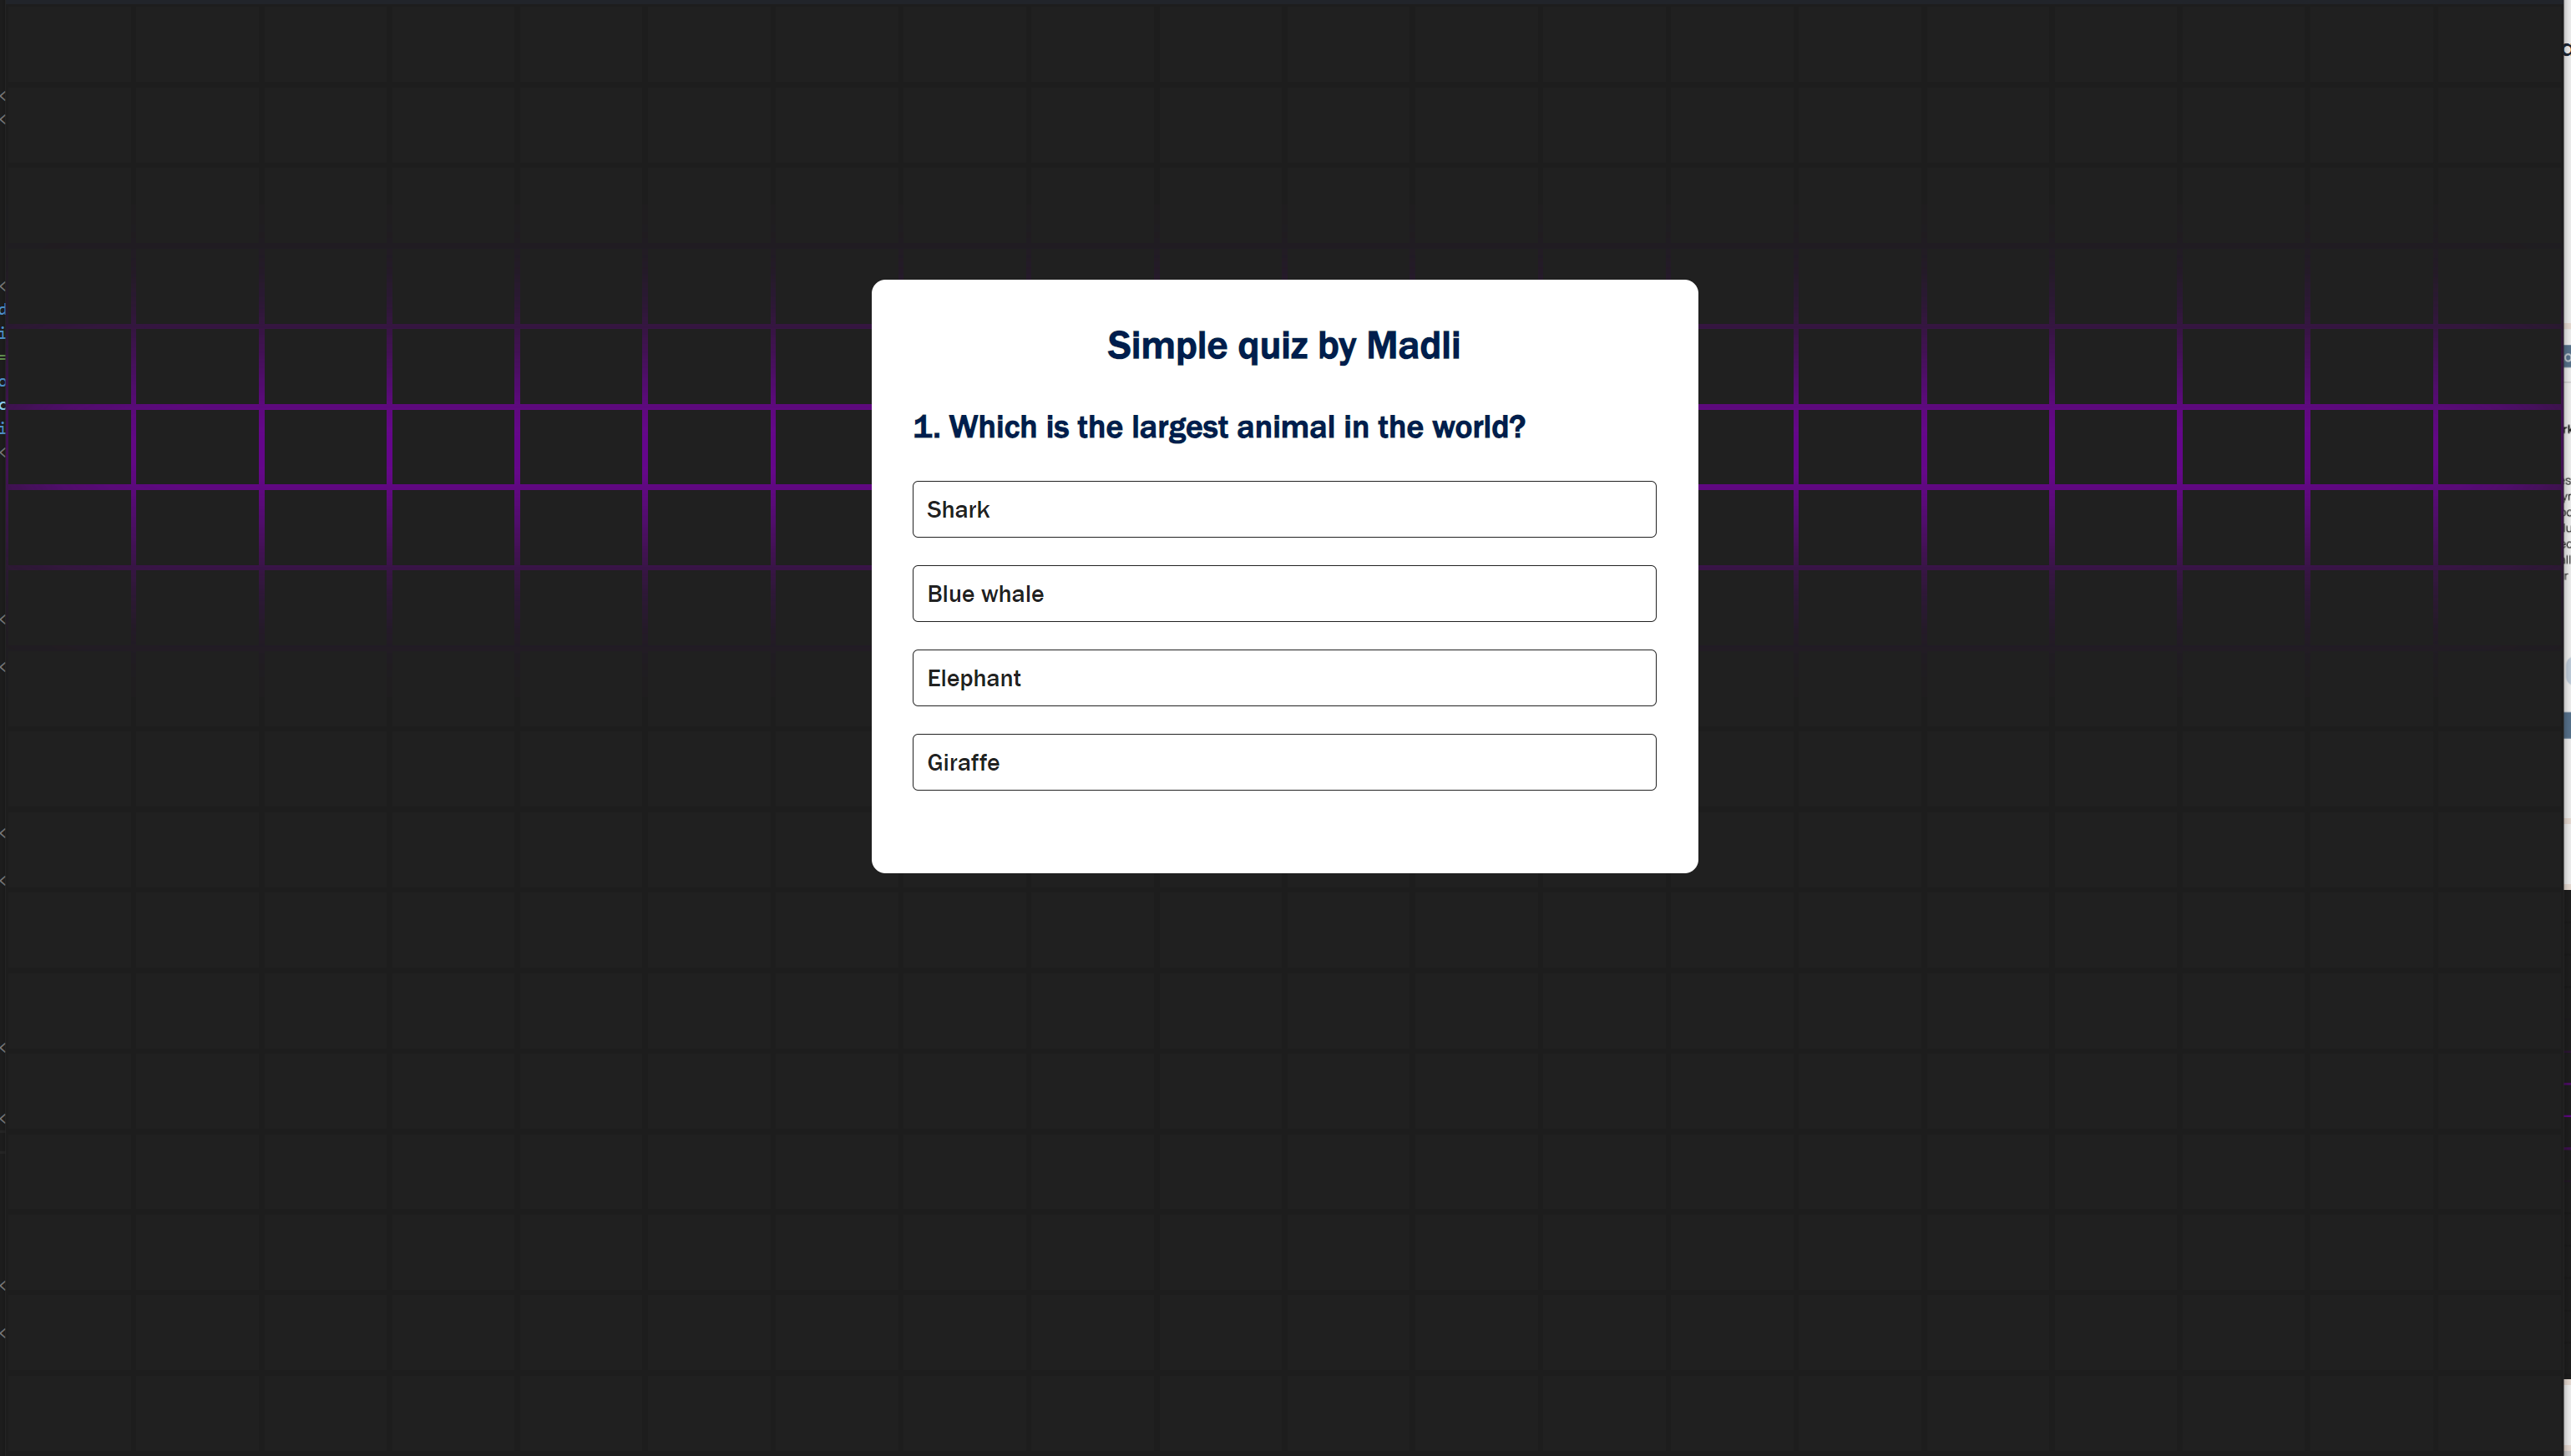 Simple quiz by Madli
1. Which is the largest animal in the world?
Shark
Blue whale
Elephant
Giraffe